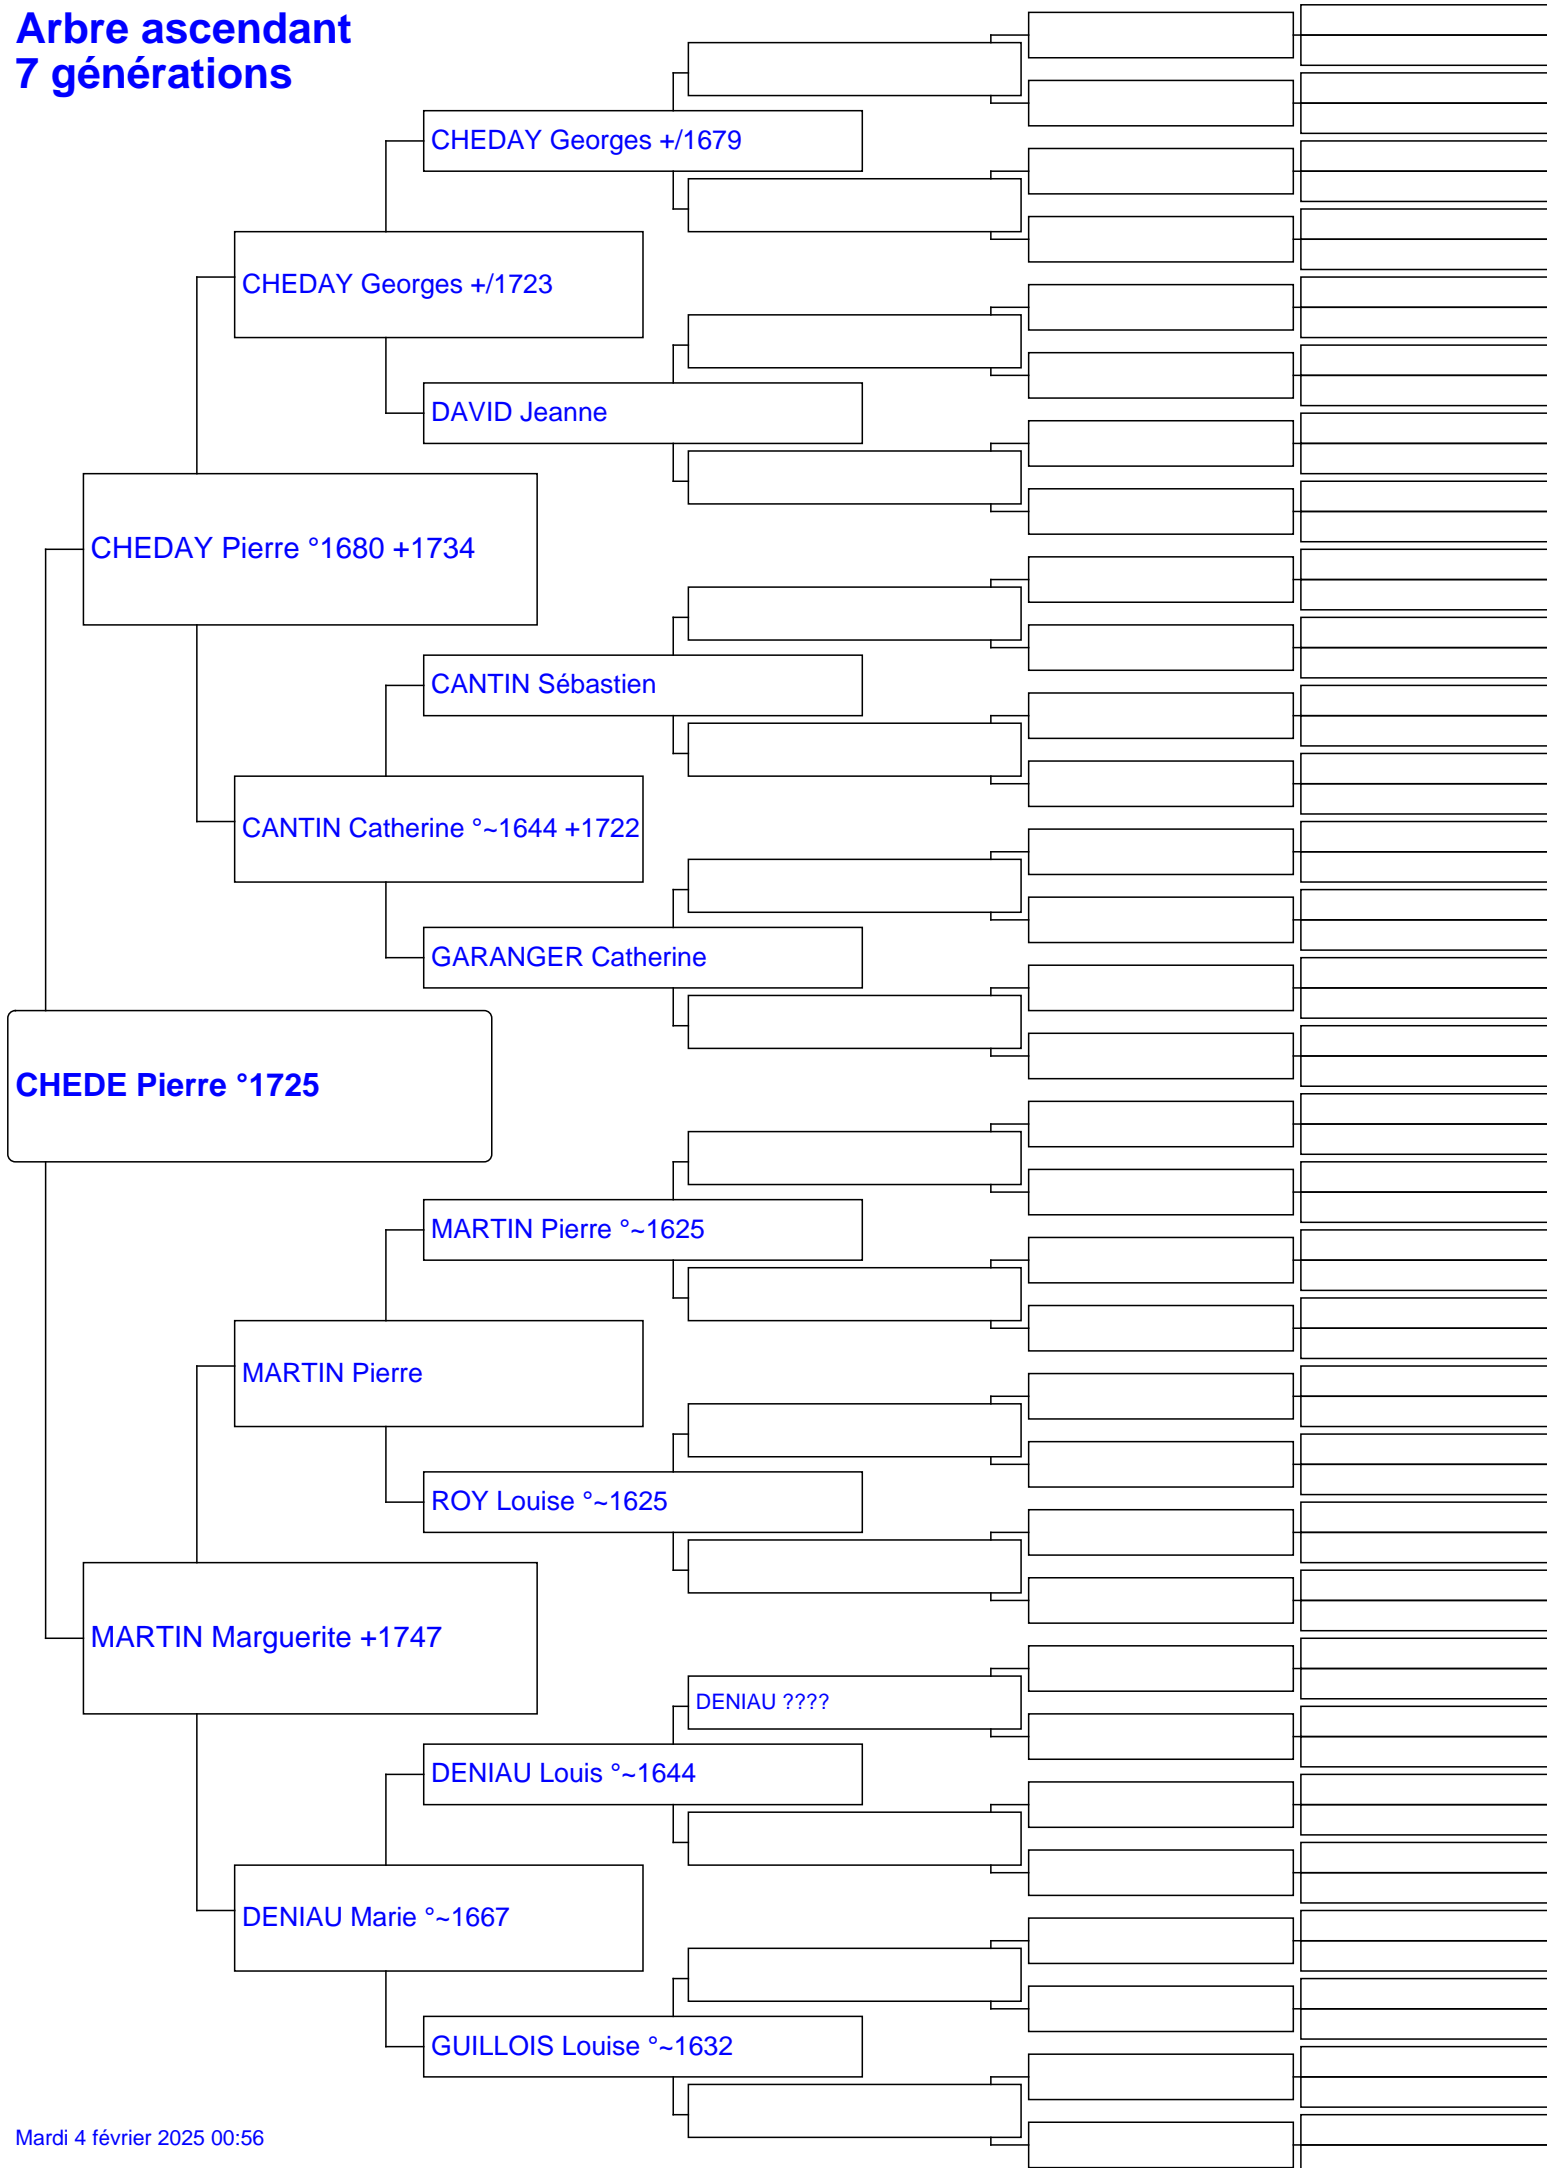 Arbre ascendant
7 générations
CHEDAY Georges +/1679
CHEDAY Georges +/1723
DAVID Jeanne
CHEDAY Pierre °1680 +1734
CANTIN Sébastien
CANTIN Catherine °~1644 +1722
GARANGER Catherine
CHEDE Pierre °1725
MARTIN Pierre °~1625
MARTIN Pierre
ROY Louise °~1625
MARTIN Marguerite +1747
DENIAU ????
DENIAU Louis °~1644
DENIAU Marie °~1667
GUILLOIS Louise °~1632
Mardi 4 février 2025 00:56